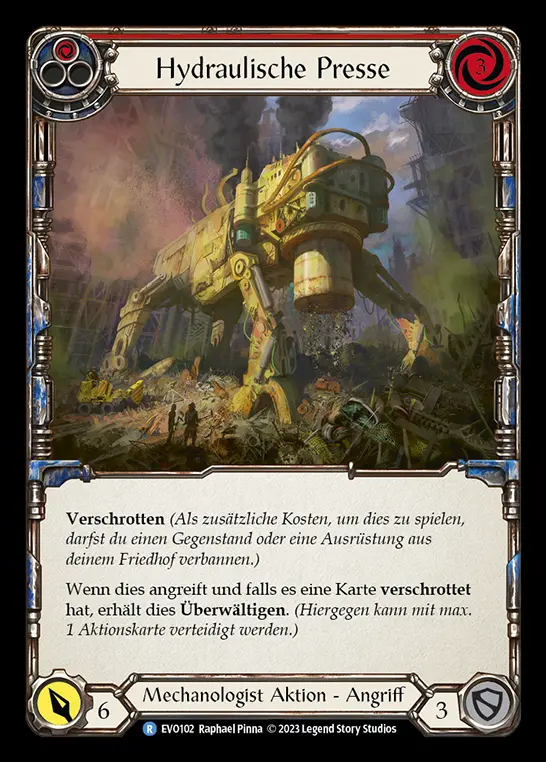 Hydraulische Presse
3
Verschrotten (Als zusätzliche Kosten, um dies zu spielen,
darfst du einen Gegenstand oder eine Ausrüstung aus
deinem Friedhof verbannen.)
Wenn dies angreift und falls es eine Karte verschrottet
hat, erhält dies Überwältigen. (Hiergegen kann mit max.
1 Aktionskarte verteidigt werden.)
6
Mechanologist Aktion - Angriff
3
R EVO102 Raphael Pinna © 2023 Legend Story Studios